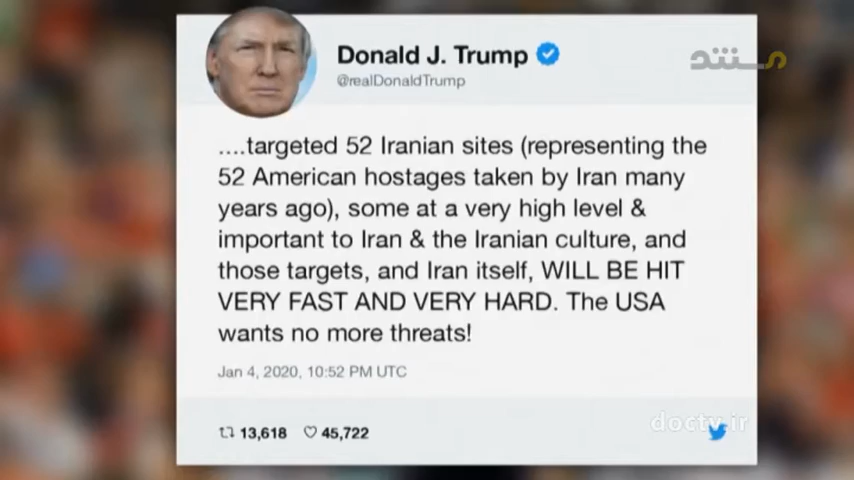 Donald J. Trump
@realDonaldTrump
مستند
....targeted 52 Iranian sites (representing the
52 American hostages taken by Iran many
years ago), some at a very high level &
important to Iran & the Iranian culture, and
those targets, and Iran itself, WILL BE HIT
VERY FAST AND VERY HARD. The USA
wants no more threats!
Jan 4, 2020, 10:52 PM UTC
13,618 45,722
doctv.ir